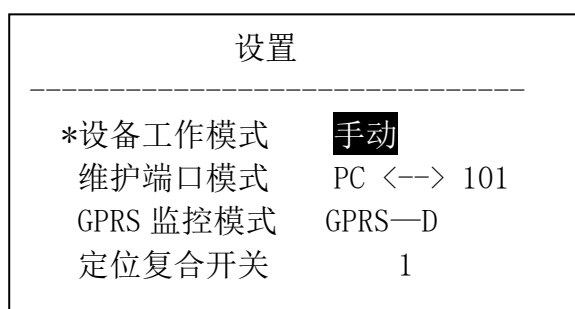 设置
--------------------------------
*设备工作模式 手动
维护端口模式 PC <--> 101
GPRS 监控模式 GPRS—D
定位复合开关 1